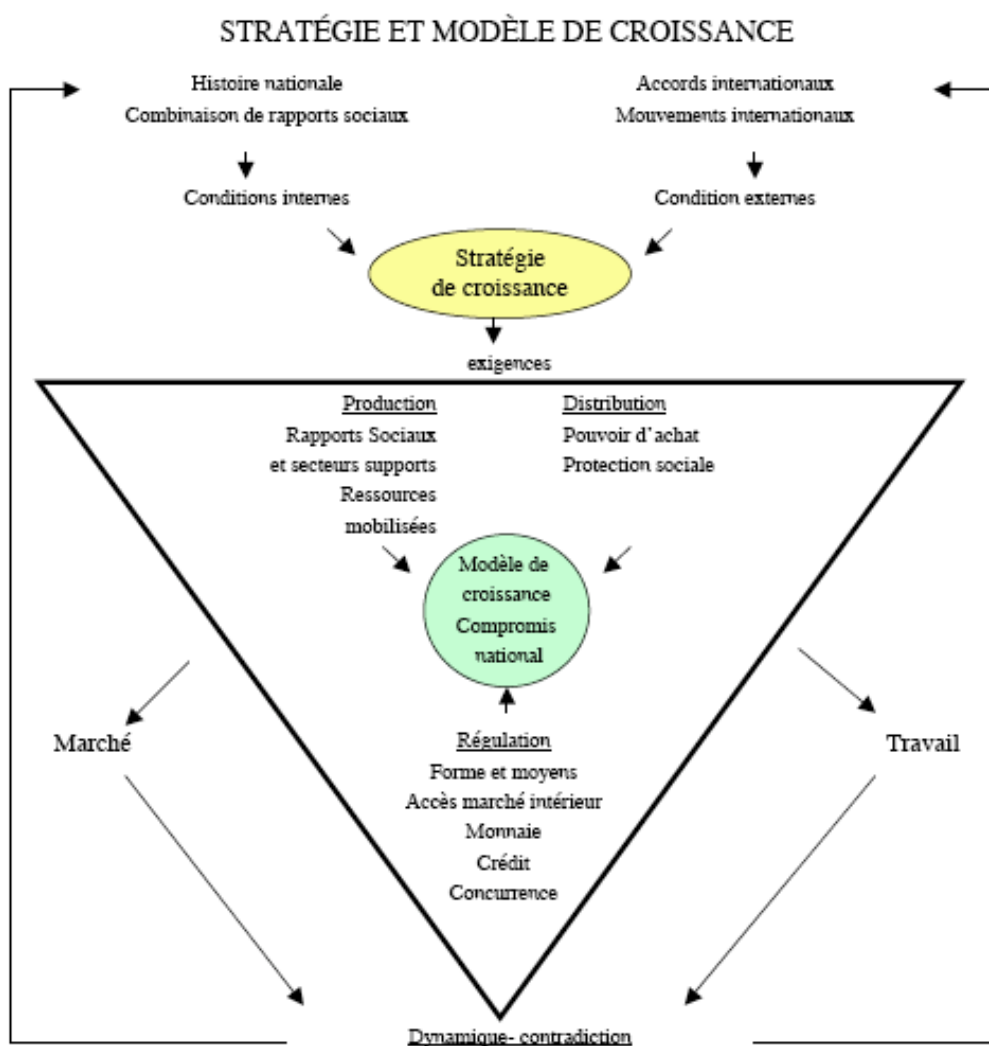 STRATÉGIE ET MODÈLE DE CROISSANCE
Histoire nationale
Combinaison de rapports sociaux
Accords internationaux
Mouvements internationaux
Conditions internes
Condition externes
Stratégie
de croissance
exigences
Production
Rapports Sociaux
et secteurs supports
Ressources
mobilisées
Distribution
Pouvoir d'achat
Protection sociale
Modèle de
croissance
Compromis
national
Marché
Travail
Régulation
Forme et moyens
Accès marché intérieur
Monnaie
Crédit
Concurrence
Dynamique- contradiction